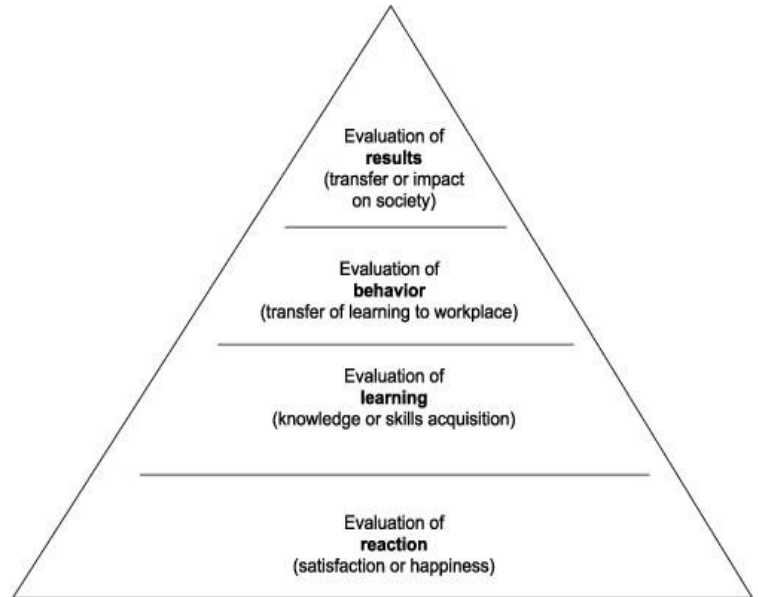 Evaluation of
results
(transfer or impact
on society)
Evaluation of
behavior
(transfer of learning to workplace)
Evaluation of
learning
(knowledge or skills acquisition)
Evaluation of
reaction
(satisfaction or happiness)